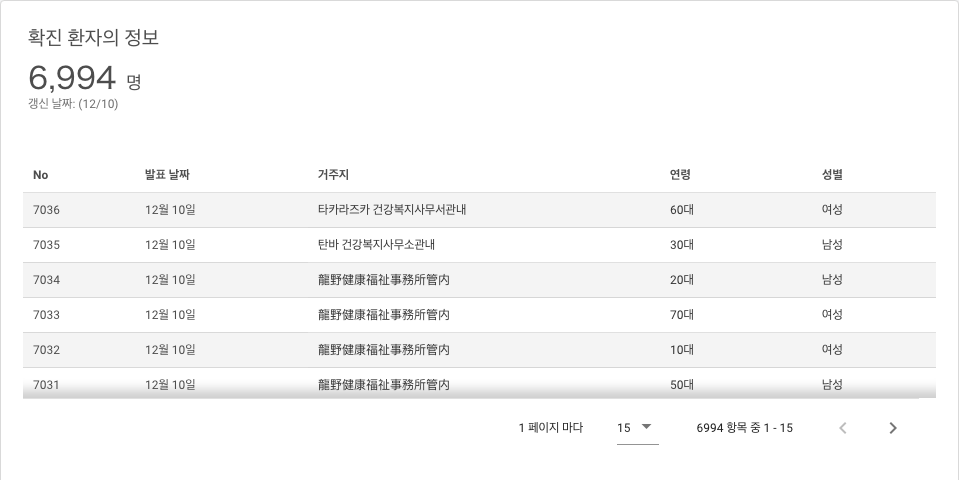 확진 환자의 정보
6,994 명
갱신 날짜: (12/10)
No 발표 날짜 거주지 연령 성별
7036 12월 10일 타카라즈카 건강복지사무서관내 60대 여성
7035 12월 10일 탄바 건강복지사무소관내 30대 남성
7034 12월 10일 龍野健康福祉事務所管内 20대 남성
7033 12월 10일 龍野健康福祉事務所管内 70대 여성
7032 12월 10일 龍野健康福祉事務所管内 10대 여성
7031 12월 10일 龍野健康福祉事務所管内 50대 남성
1 페이지 마다 15 6994 항목 중 1 - 15